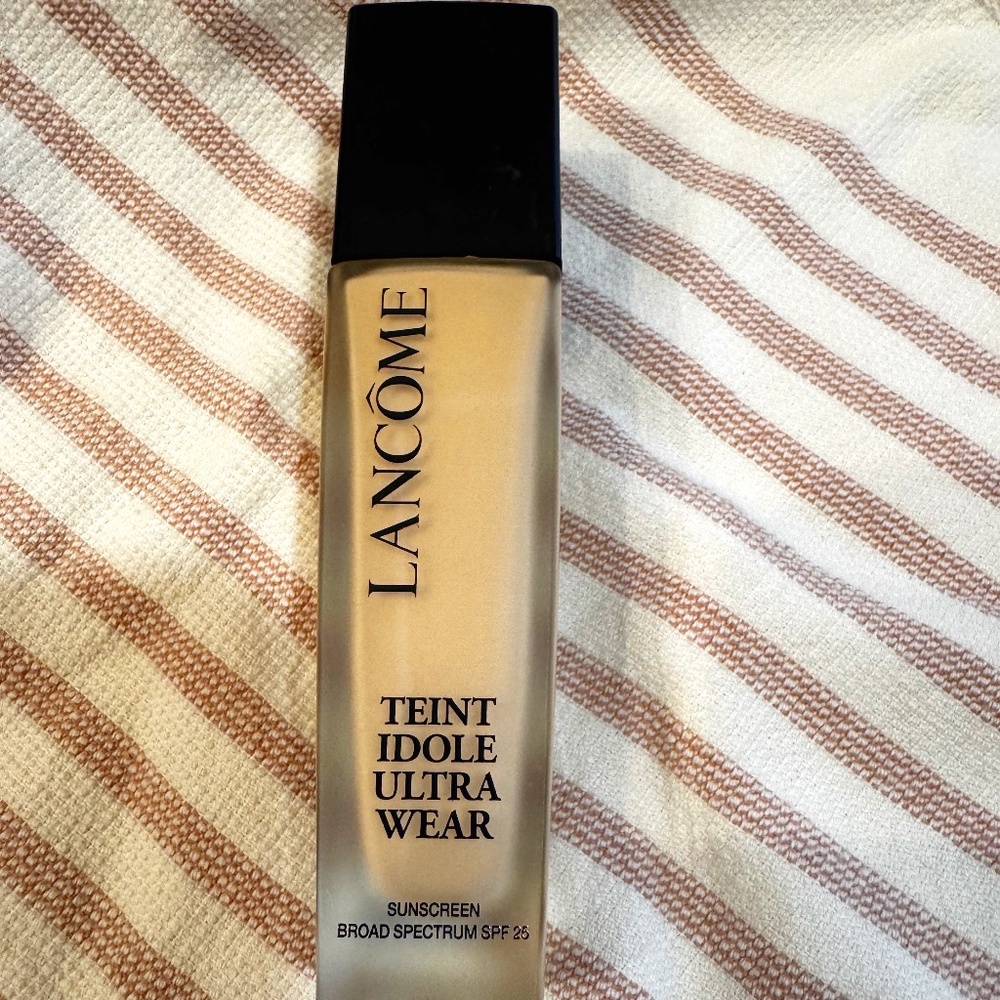 LANCÔME
TEINT
IDOLE
ULTRA
WEAR
SUNSCREEN
BROAD SPECTRUM SPF 25